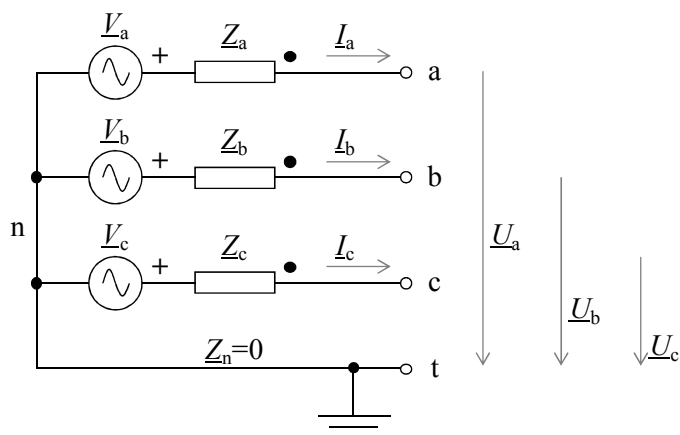 V_a Z_a I_a
+ a
V_b Z_b I_b
+ b
n
U_a
V_c Z_c I_c
+ c
U_b
Z_n=0 t U_c